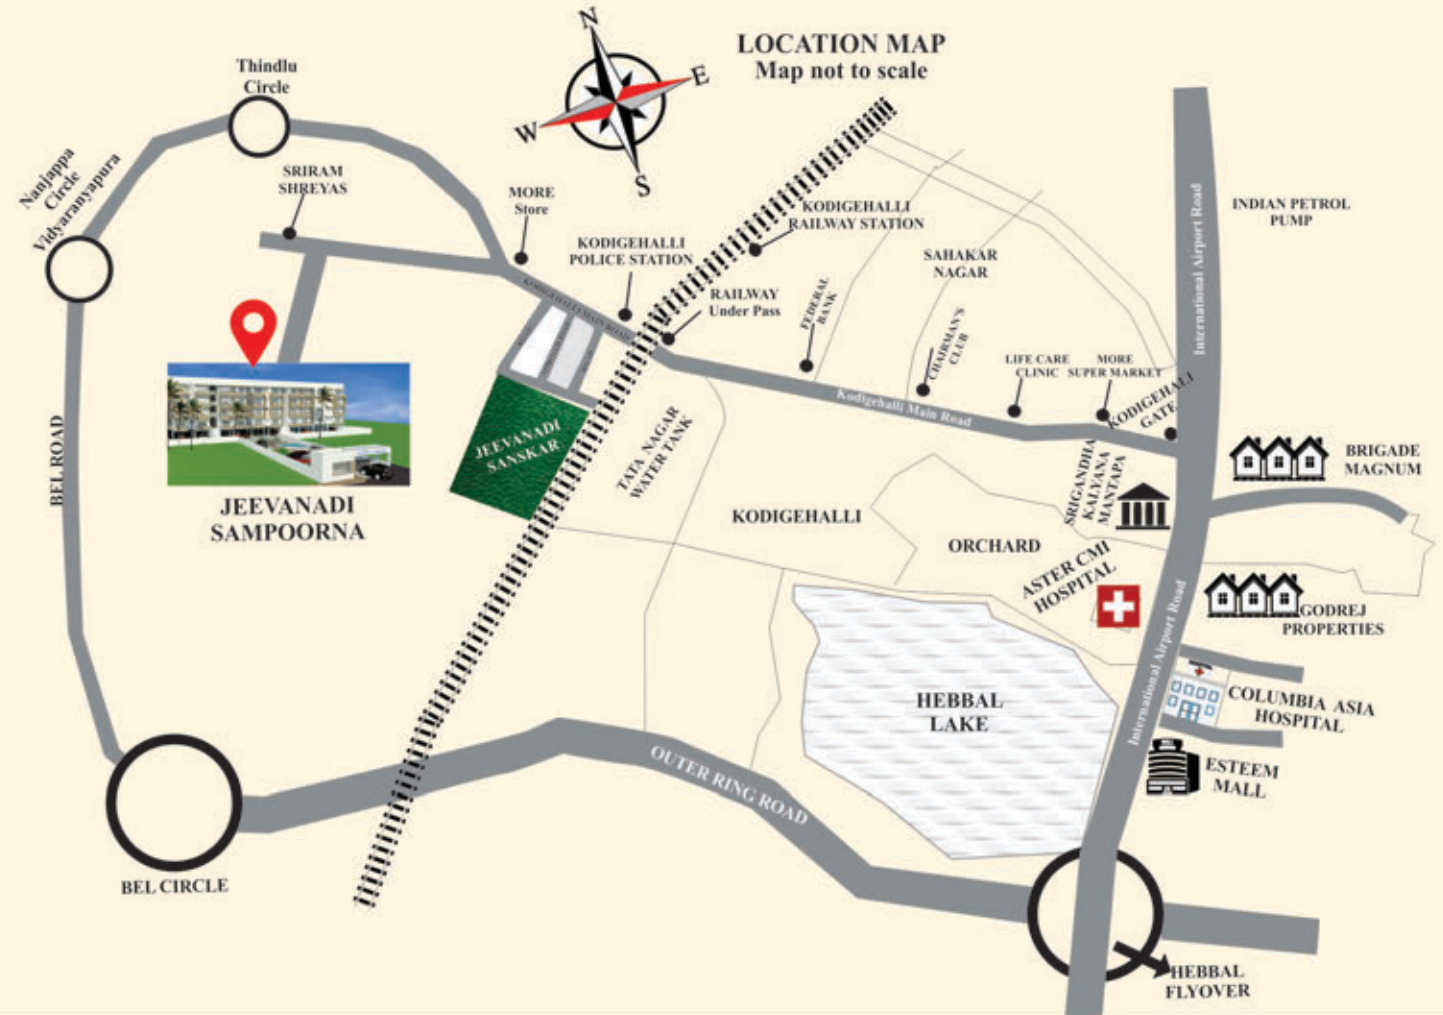 LOCATION MAP
Map not to scale
N
E
W
S
Thindlu
Circle
Nanjappa
Circle
Vidyaranyapura
SRIRAM
SHREYAS
MORE
Store
KODIGEHALLI
POLICE STATION
KODIGEHALLI
RAILWAY STATION
RAILWAY
Under Pass
KODIGEHALLI MAIN ROAD
FEDERAL
BANK
SAHAKAR
NAGAR
CHAIRMAN'S
CLUB
LIFE CARE
CLINIC
MORE
SUPER MARKET
KODIGEHALI
GATE
International Airport Road
INDIAN PETROL
PUMP
Kodigehalli Main Road
JEEVANADI
SANSKAR
TATA NAGAR
WATER TANK
BEL ROAD
JEEVANADI
SAMPOORNA
KODIGEHALLI
ORCHARD
SRIGANDHA
KALYANA
MANTAPA
BRIGADE
MAGNUM
ASTER CMI
HOSPITAL
GODREJ
PROPERTIES
International Airport Road
HEBBAL
LAKE
COLUMBIA ASIA
HOSPITAL
ESTEEM
MALL
OUTER RING ROAD
BEL CIRCLE
HEBBAL
FLYOVER